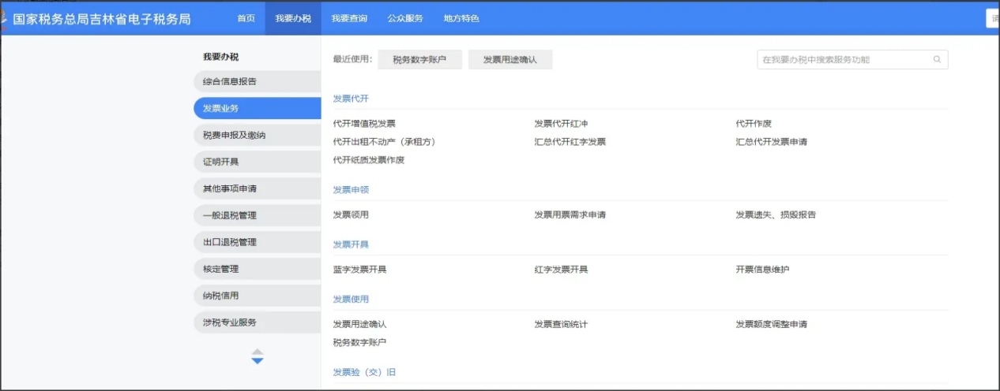 国家税务总局吉林省电子税务局 首页 我要办税 我要查询 公众服务 地方特色
我要办税
综合信息报告
发票业务
税费申报及缴纳
证明开具
其他事项申请
一般退税管理
出口退税管理
核定管理
纳税信用
涉税专业服务
最近使用: 税务数字账户 发票用途确认 在我要办税中搜索服务功能
发票代开
代开增值税发票 发票代开红冲 代开作废
代开出租不动产（承租方） 汇总代开红字发票 汇总代开发票申请
代开纸质发票作废
发票申领
发票领用 发票用票需求申请 发票遗失、损毁报告
发票开具
蓝字发票开具 红字发票开具 开票信息维护
发票使用
发票用途确认 发票查询统计 发票额度调整申请
税务数字账户
发票验（交）旧